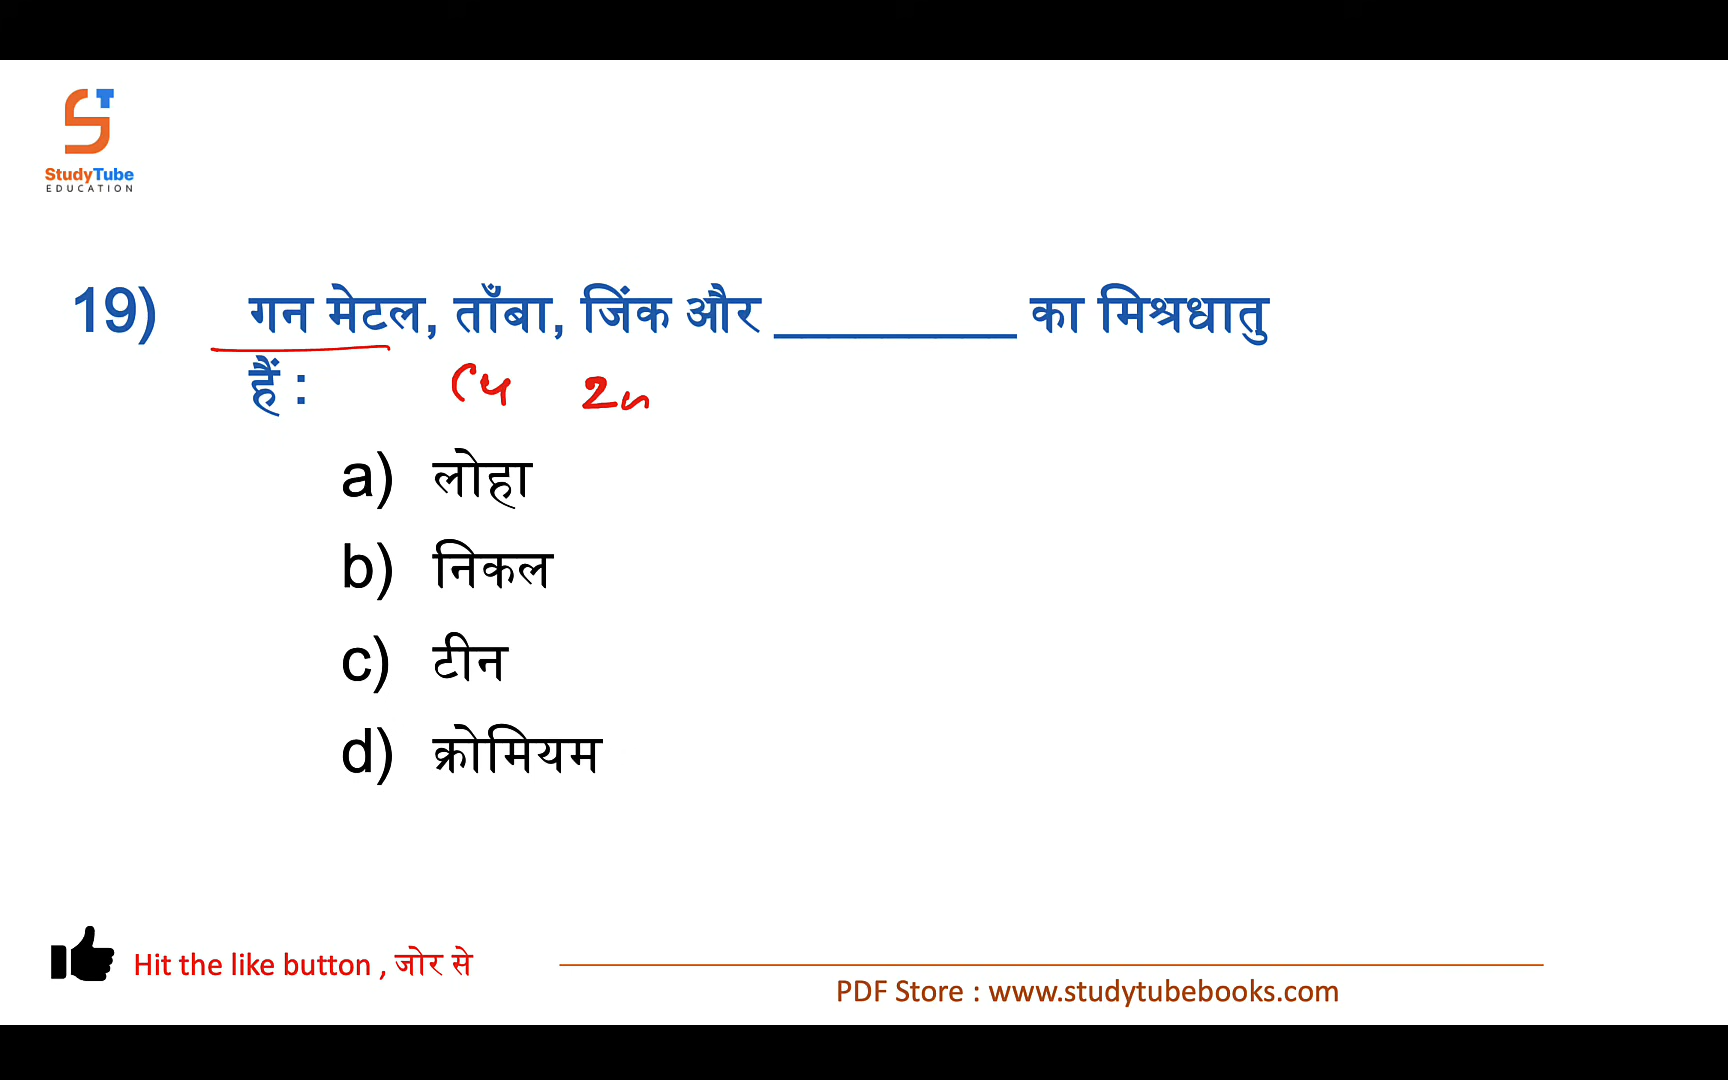 StudyTube
EDUCATION
19) गन मेटल, ताँबा, जिंक और _________ का मिश्रधातु
हैं :
Cu Zn
a) लोहा
b) निकल
c) टीन
d) क्रोमियम
Hit the like button , जोर से
PDF Store : www.studytubebooks.com